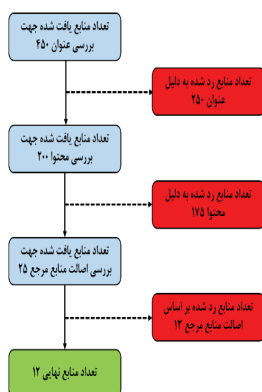 تعداد منابع یافت شده جهت
بررسی عنوان ۴۵۰
تعداد منابع رد شده به دلیل
عنوان ۲۵۰
تعداد منابع یافت شده جهت
بررسی محتوا ۲۰۰
تعداد منابع رد شده به دلیل
محتوا ۱۷۵
تعداد منابع یافت شده جهت
بررسی اصالت منابع مرجع ۲۵
تعداد منابع رد شده بر اساس
اصالت منابع مرجع ۱۳
تعداد منابع نهایی ۱۲